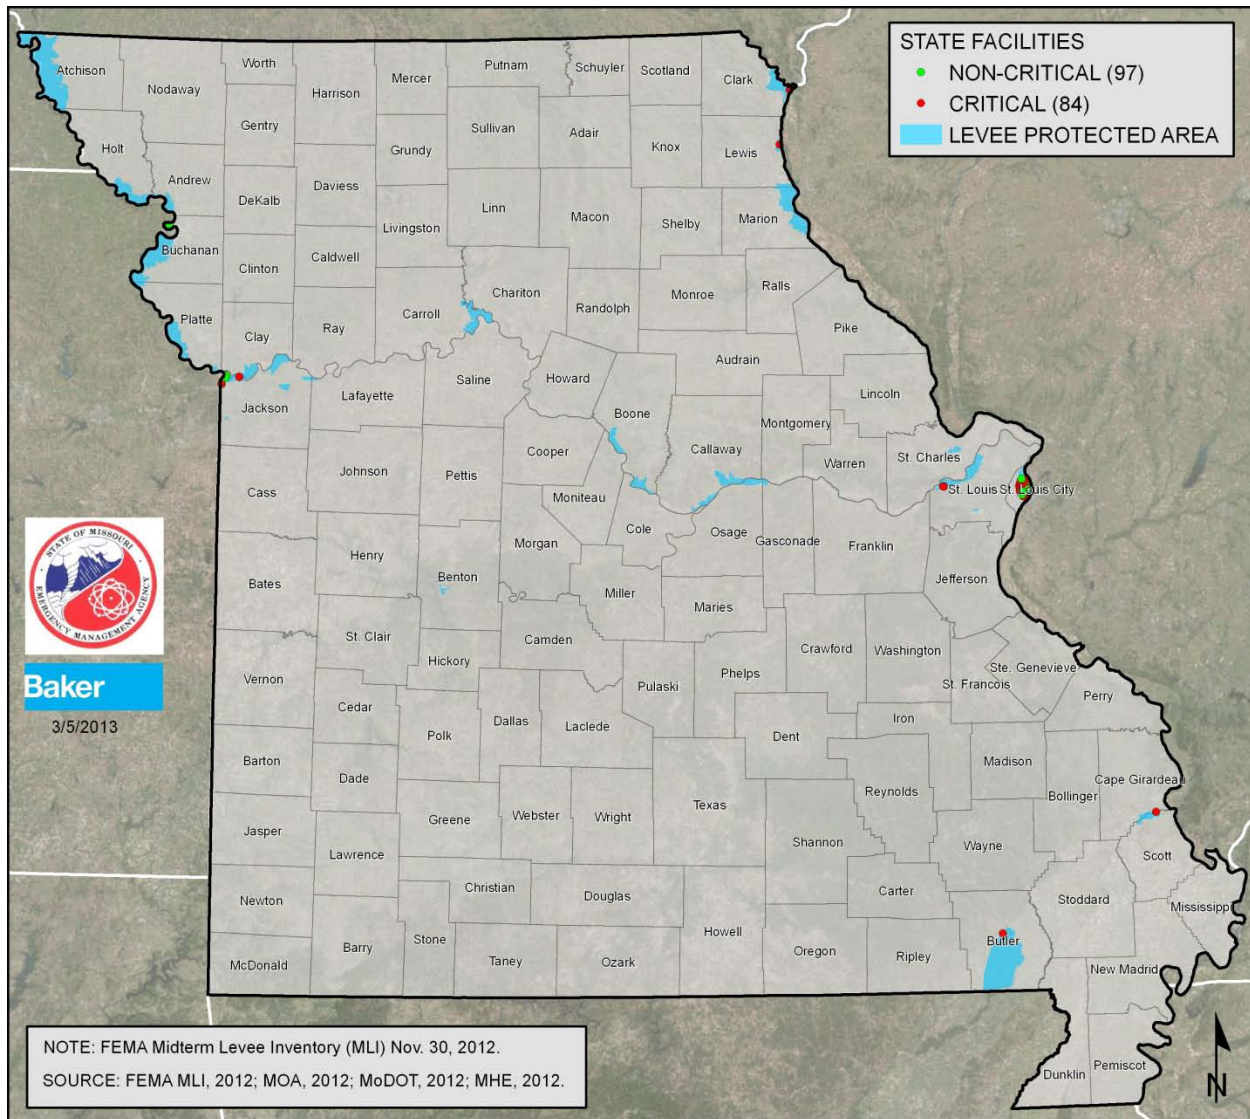 STATE FACILITIES
NON-CRITICAL (97)
CRITICAL (84)
LEVEE PROTECTED AREA
Atchison
Nodaway
Worth
Harrison
Mercer
Putnam
Schuyler
Scotland
Clark
Gentry
Sullivan
Adair
Knox
Lewis
Holt
Andrew
DeKalb
Daviess
Grundy
Livingston
Linn
Macon
Shelby
Marion
Buchanan
Clinton
Caldwell
Chariton
Randolph
Monroe
Ralls
Platte
Clay
Ray
Carroll
Pike
Saline
Howard
Audrain
Jackson
Lafayette
Boone
Callaway
Montgomery
Lincoln
Cooper
Warren
St. Charles
Cass
Johnson
Pettis
Moniteau
Cole
St. Louis
St. Louis City
Osage
Gasconade
Franklin
Henry
Benton
Morgan
Miller
Maries
Jefferson
Bates
St. Clair
Hickory
Camden
Vernon
Cedar
Polk
Dallas
Laclede
Pulaski
Phelps
Crawford
Washington
Ste. Genevieve
St. Francois
Perry
Iron
Dent
Barton
Dade
Madison
Cape Girardeau
Bollinger
Reynolds
Greene
Webster
Wright
Texas
Jasper
Lawrence
Shannon
Wayne
Scott
Christian
Douglas
Carter
Stoddard
Mississippi
Newton
Barry
Stone
Taney
Ozark
Howell
Oregon
Ripley
Butler
McDonald
New Madrid
Pemiscot
Dunklin
STATE OF MISSOURI
EMERGENCY MANAGEMENT AGENCY
Baker
3/5/2013
NOTE: FEMA Midterm Levee Inventory (MLI) Nov. 30, 2012.
SOURCE: FEMA MLI, 2012; MOA, 2012; MoDOT, 2012; MHE, 2012.
N